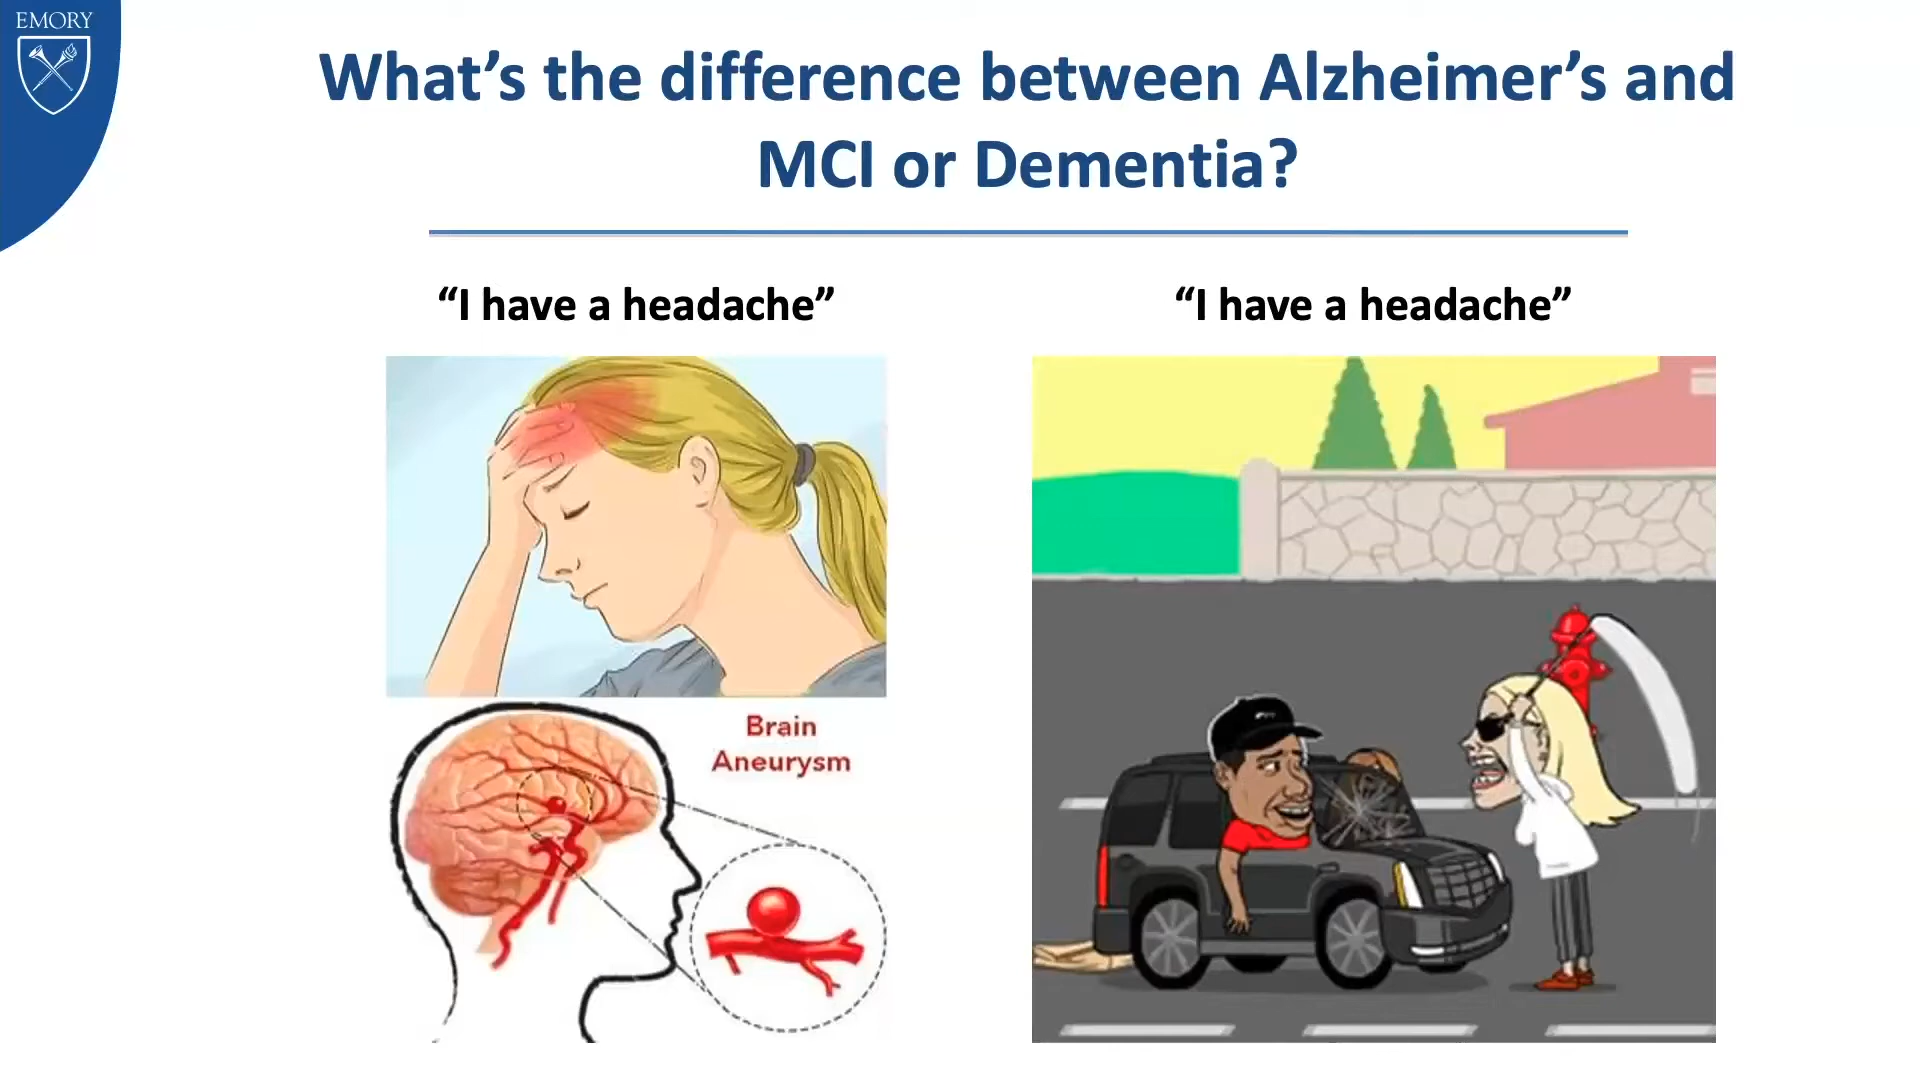 EMORY
What’s the difference between Alzheimer’s and
MCI or Dementia?
“I have a headache”
“I have a headache”
Brain
Aneurysm